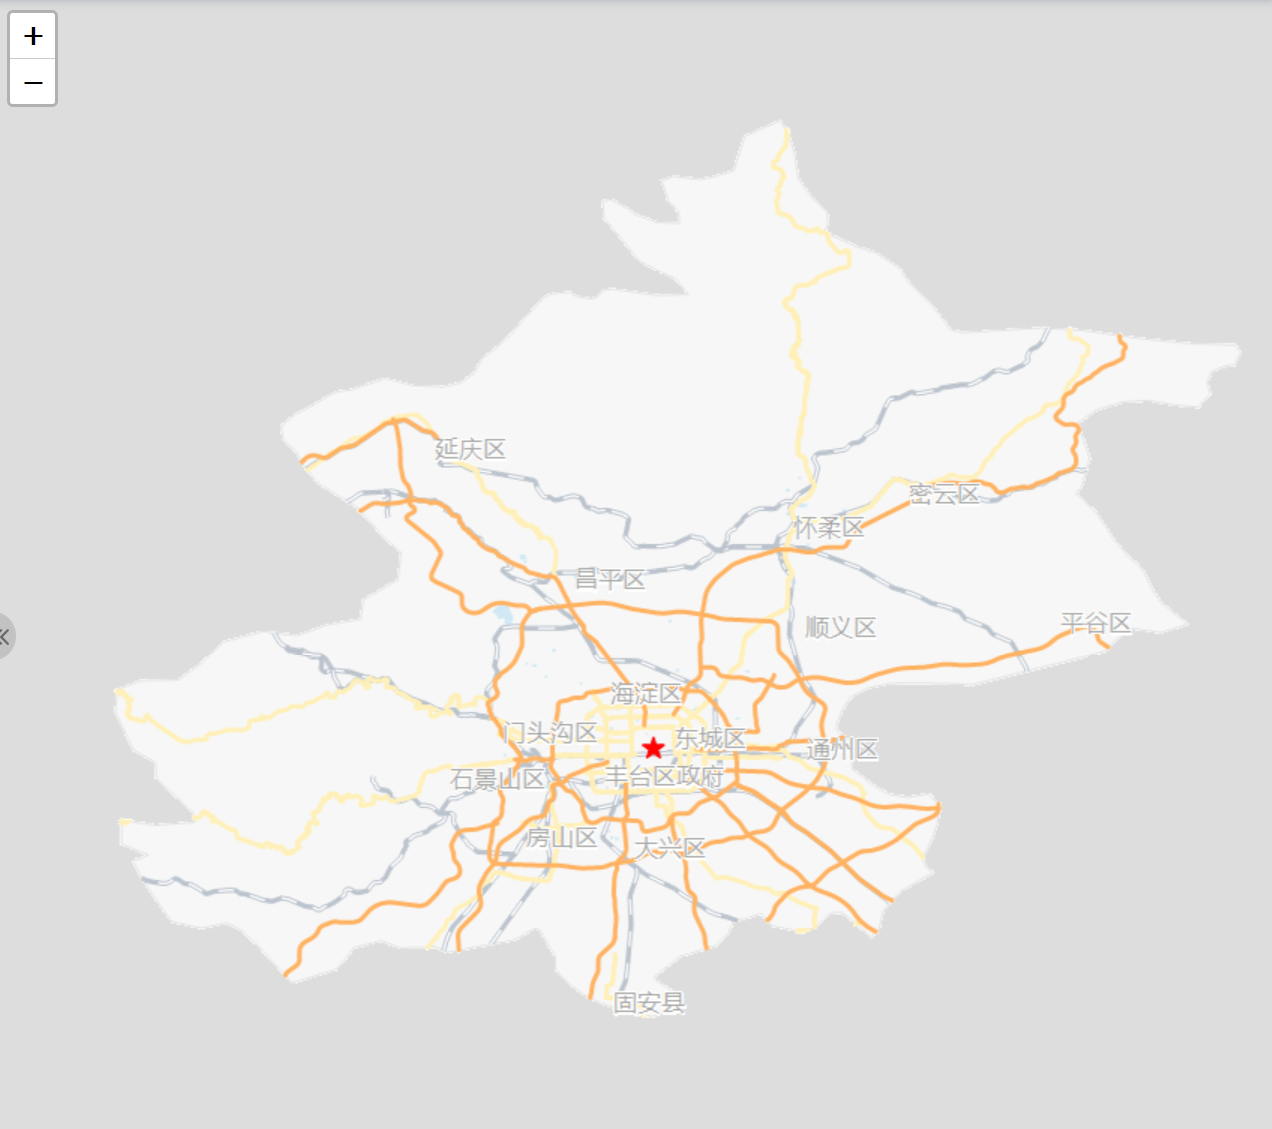 +
−
延庆区
密云区
怀柔区
昌平区
平谷区
顺义区
海淀区
门头沟区
东城区
通州区
石景山区
丰台区政府
房山区
大兴区
固安县